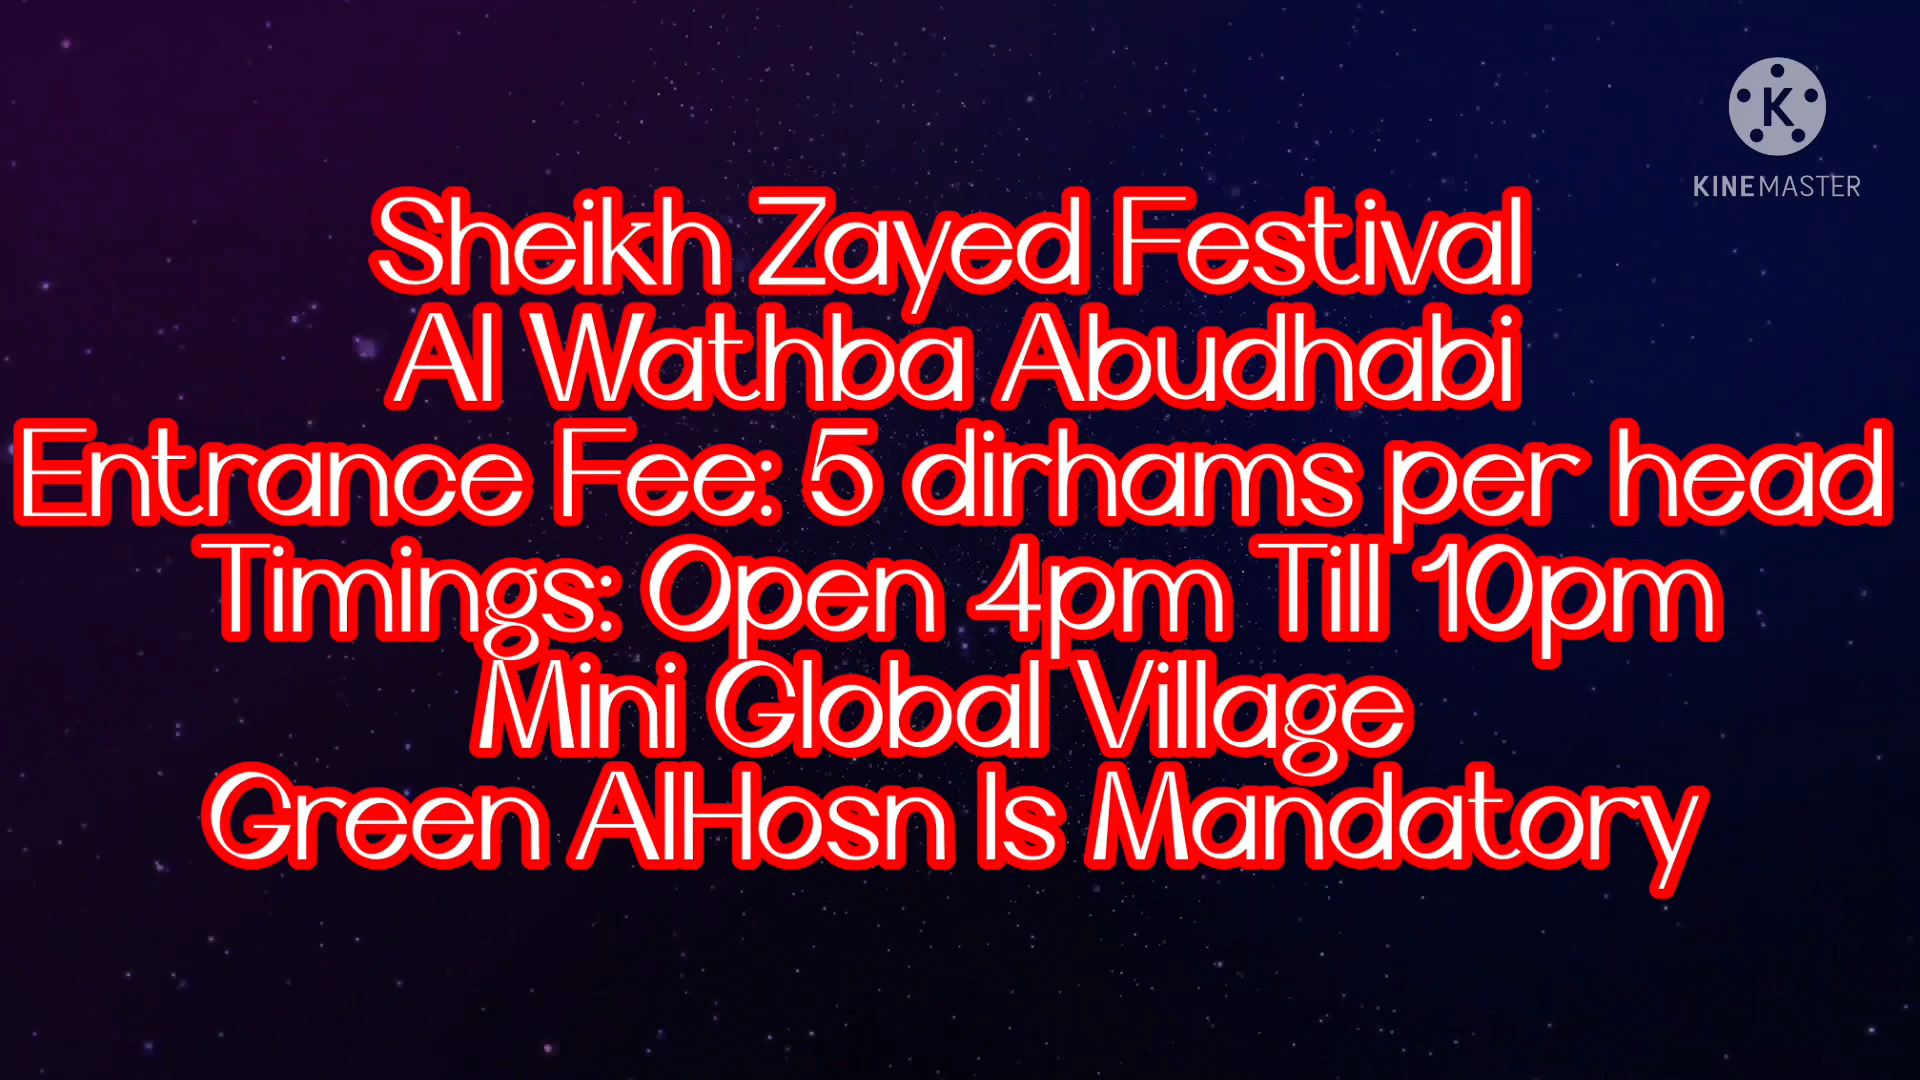 K
KINEMASTER
Sheikh Zayed Festival
Al Wathba Abudhabi
Entrance Fee: 5 dirhams per head
Timings: Open 4pm Till 10pm
Mini Global Village
Green AlHosn Is Mandatory